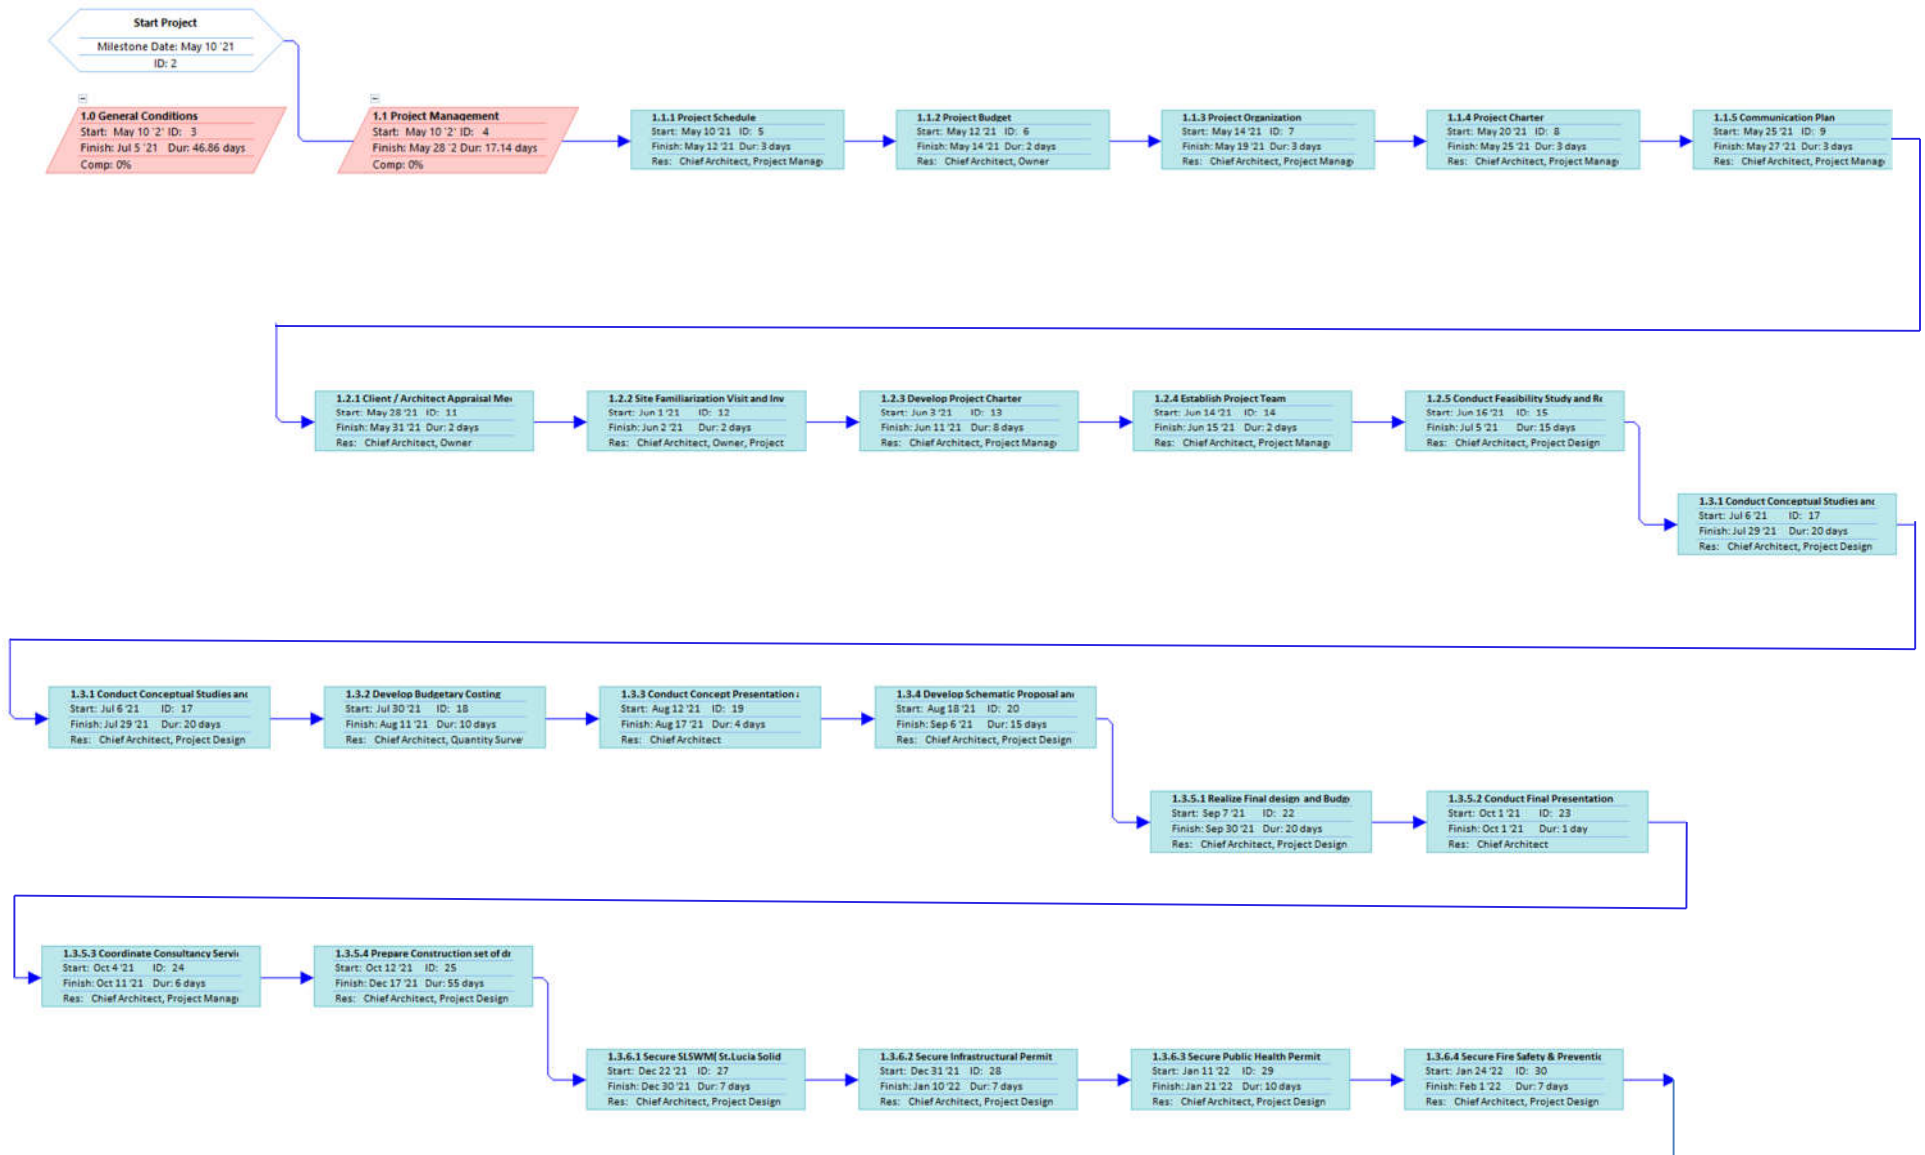 Start Project
Milestone Date: May 10 '21
ID: 2
1.0 General Conditions
Start: May 10 '2' ID: 3
Finish: Jul 5 '21 Dur: 46.86 days
Comp: 0%
1.1 Project Management
Start: May 10 '2' ID: 4
Finish: May 28 '2 Dur: 17.14 days
Comp: 0%
1.1.1 Project Schedule
Start: May 10 '21 ID: 5
Finish: May 12 '21 Dur: 3 days
Res: Chief Architect, Project Manag
1.1.2 Project Budget
Start: May 12 '21 ID: 6
Finish: May 14 '21 Dur: 2 days
Res: Chief Architect, Owner
1.1.3 Project Organization
Start: May 14 '21 ID: 7
Finish: May 19 '21 Dur: 3 days
Res: Chief Architect, Project Manag
1.1.4 Project Charter
Start: May 20 '21 ID: 8
Finish: May 25 '21 Dur: 3 days
Res: Chief Architect, Project Manag
1.1.5 Communication Plan
Start: May 25 '21 ID: 9
Finish: May 27 '21 Dur: 3 days
Res: Chief Architect, Project Manag
1.2.1 Client / Architect Appraisal Me
Start: May 28 '21 ID: 11
Finish: May 31 '21 Dur: 2 days
Res: Chief Architect, Owner
1.2.2 Site Familiarization Visit and Inv
Start: Jun 1 '21 ID: 12
Finish: Jun 2 '21 Dur: 2 days
Res: Chief Architect, Owner, Project
1.2.3 Develop Project Charter
Start: Jun 3 '21 ID: 13
Finish: Jun 11 '21 Dur: 8 days
Res: Chief Architect, Project Manag
1.2.4 Establish Project Team
Start: Jun 14 '21 ID: 14
Finish: Jun 15 '21 Dur: 2 days
Res: Chief Architect, Project Manag
1.2.5 Conduct Feasibility Study and Re
Start: Jun 16 '21 ID: 15
Finish: Jul 5 '21 Dur: 15 days
Res: Chief Architect, Project Design
1.3.1 Conduct Conceptual Studies and
Start: Jul 6 '21 ID: 17
Finish: Jul 29 '21 Dur: 20 days
Res: Chief Architect, Project Design
1.3.1 Conduct Conceptual Studies and
Start: Jul 6 '21 ID: 17
Finish: Jul 29 '21 Dur: 20 days
Res: Chief Architect, Project Design
1.3.2 Develop Budgetary Costing
Start: Jul 30 '21 ID: 18
Finish: Aug 11 '21 Dur: 10 days
Res: Chief Architect, Quantity Surve
1.3.3 Conduct Concept Presentation
Start: Aug 12 '21 ID: 19
Finish: Aug 17 '21 Dur: 4 days
Res: Chief Architect
1.3.4 Develop Schematic Proposal and
Start: Aug 18 '21 ID: 20
Finish: Sep 6 '21 Dur: 15 days
Res: Chief Architect, Project Design
1.3.5.1 Realize Final design and Budg
Start: Sep 7 '21 ID: 22
Finish: Sep 30 '21 Dur: 20 days
Res: Chief Architect, Project Design
1.3.5.2 Conduct Final Presentation
Start: Oct 1 '21 ID: 23
Finish: Oct 1 '21 Dur: 1 day
Res: Chief Architect
1.3.5.3 Coordinate Consultancy Servi
Start: Oct 4 '21 ID: 24
Finish: Oct 11 '21 Dur: 6 days
Res: Chief Architect, Project Manag
1.3.5.4 Prepare Construction set of dr
Start: Oct 12 '21 ID: 25
Finish: Dec 17 '21 Dur: 55 days
Res: Chief Architect, Project Design
1.3.6.1 Secure SLSWM( St.Lucia Solid
Start: Dec 22 '21 ID: 27
Finish: Dec 30 '21 Dur: 7 days
Res: Chief Architect, Project Design
1.3.6.2 Secure Infrastructural Permit
Start: Dec 31 '21 ID: 28
Finish: Jan 10 '22 Dur: 7 days
Res: Chief Architect, Project Design
1.3.6.3 Secure Public Health Permit
Start: Jan 11 '22 ID: 29
Finish: Jan 21 '22 Dur: 10 days
Res: Chief Architect, Project Design
1.3.6.4 Secure Fire Safety & Preventic
Start: Jan 24 '22 ID: 30
Finish: Feb 1 '22 Dur: 7 days
Res: Chief Architect, Project Design